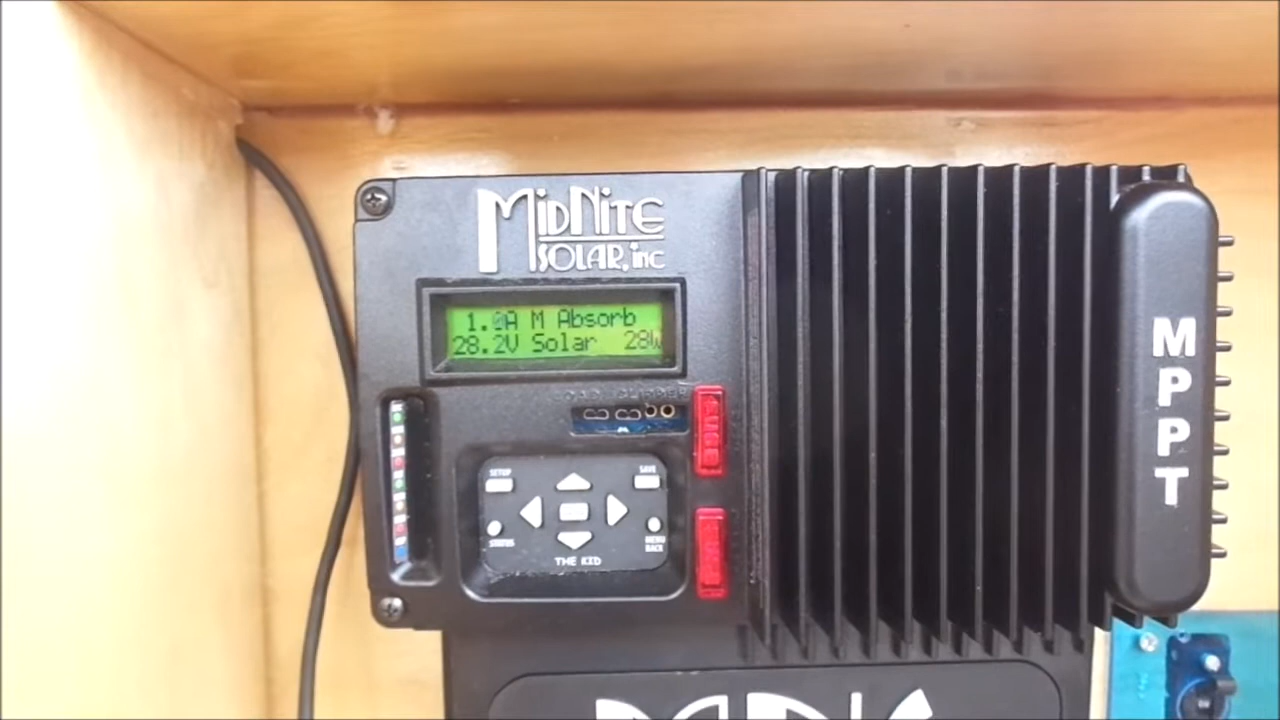 MIDNITE
SOLAR, inc
1.0A M Absorb
28.2V Solar 28W
SETUP
SAVE
STATUS
MENU
BACK
THE KID
MPPT